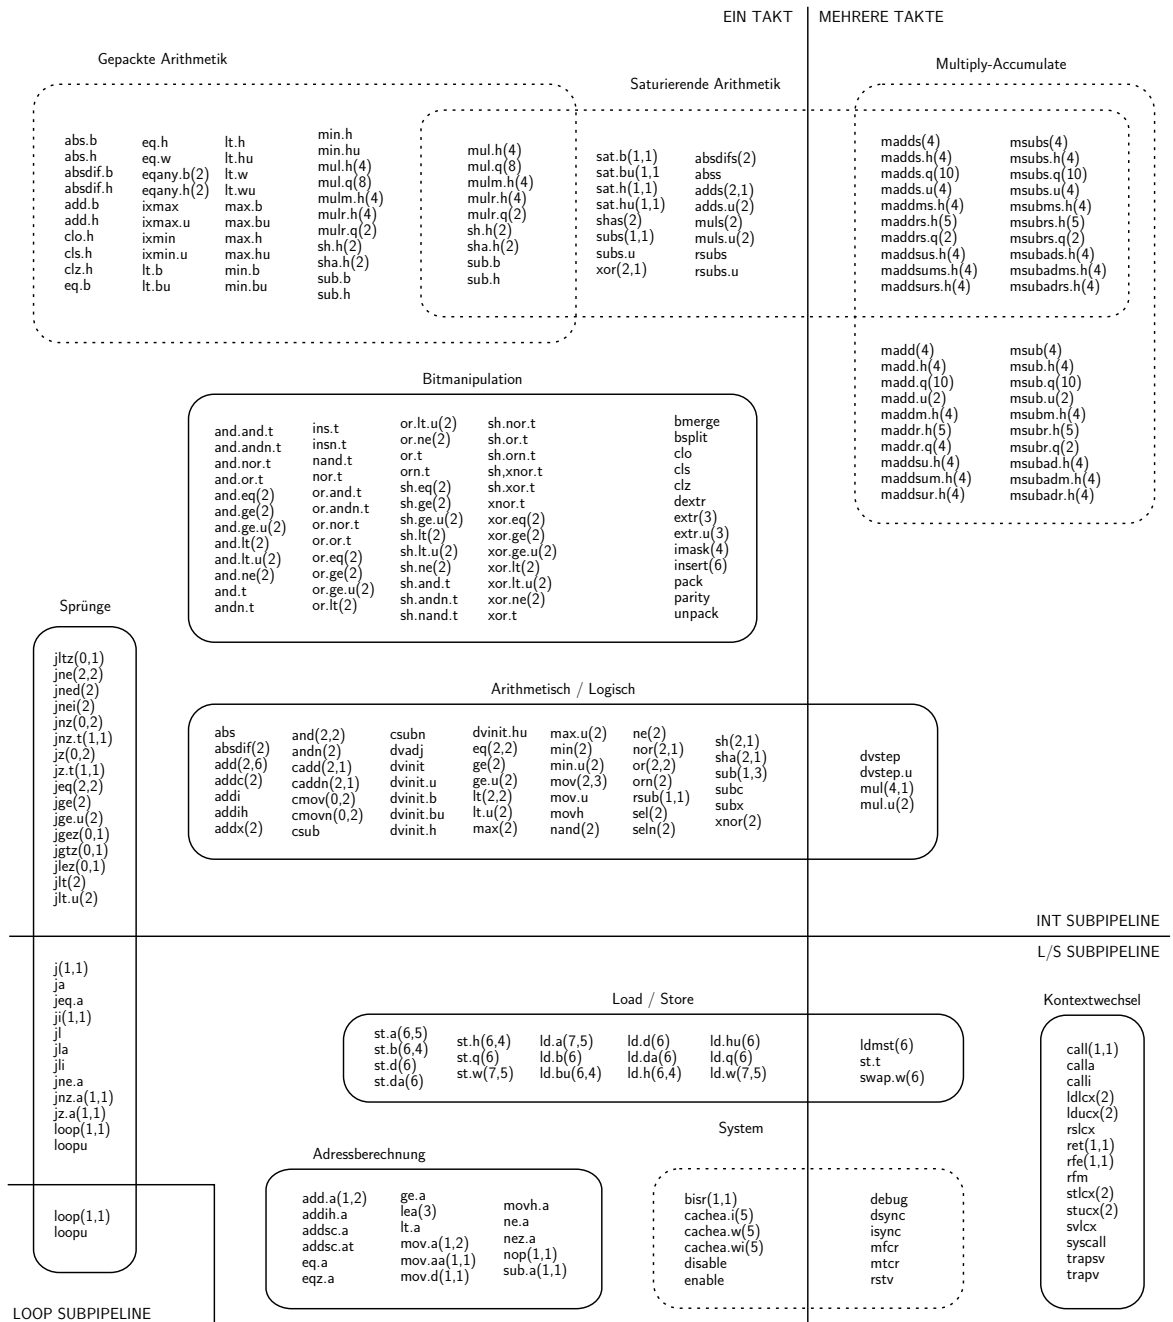 EIN TAKT
MEHRERE TAKTE
Gepackte Arithmetik
abs.b
abs.h
absdif.b
absdif.h
add.b
add.h
clo.h
cls.h
clz.h
eq.b
eq.h
eq.w
eqany.b(2)
eqany.h(2)
ixmax
ixmax.u
ixmin
ixmin.u
lt.b
lt.bu
lt.h
lt.hu
lt.w
lt.wu
max.b
max.bu
max.h
max.hu
min.b
min.bu
min.h
min.hu
mul.h(4)
mul.q(8)
mulm.h(4)
mulr.h(4)
mulr.q(2)
sh.h(2)
sha.h(2)
sub.b
sub.h
Saturierende Arithmetik
mul.h(4)
mul.q(8)
mulm.h(4)
mulr.h(4)
mulr.q(2)
sh.h(2)
sha.h(2)
sub.b
sub.h
sat.b(1,1)
sat.bu(1,1
sat.h(1,1)
sat.hu(1,1)
shas(2)
subs(1,1)
subs.u
xor(2,1)
absdifs(2)
abss
adds(2,1)
adds.u(2)
muls(2)
muls.u(2)
rsubs
rsubs.u
Multiply-Accumulate
madds(4)
madds.h(4)
madds.q(10)
madds.u(4)
maddms.h(4)
maddrs.h(5)
maddrs.q(2)
maddsus.h(4)
maddsums.h(4)
maddsurs.h(4)
msubs(4)
msubs.h(4)
msubs.q(10)
msubs.u(4)
msubms.h(4)
msubrs.h(5)
msubrs.q(2)
msubads.h(4)
msubadms.h(4)
msubadrs.h(4)
madd(4)
madd.h(4)
madd.q(10)
madd.u(2)
maddm.h(4)
maddr.h(5)
maddr.q(4)
maddsu.h(4)
maddsum.h(4)
maddsur.h(4)
msub(4)
msub.h(4)
msub.q(10)
msub.u(2)
msubm.h(4)
msubr.h(5)
msubr.q(2)
msubad.h(4)
msubadm.h(4)
msubadr.h(4)
Bitmanipulation
and.and.t
and.andn.t
and.nor.t
and.or.t
and.eq(2)
and.ge(2)
and.ge.u(2)
and.lt(2)
and.lt.u(2)
and.ne(2)
and.t
andn.t
ins.t
insn.t
nand.t
nor.t
or.and.t
or.andn.t
or.nor.t
or.or.t
or.eq(2)
or.ge(2)
or.ge.u(2)
or.lt(2)
or.lt.u(2)
or.ne(2)
or.t
orn.t
sh.eq(2)
sh.ge(2)
sh.ge.u(2)
sh.lt(2)
sh.lt.u(2)
sh.ne(2)
sh.and.t
sh.andn.t
sh.nand.t
sh.nor.t
sh.or.t
sh.orn.t
sh,xnor.t
sh.xor.t
xnor.t
xor.eq(2)
xor.ge(2)
xor.ge.u(2)
xor.lt(2)
xor.lt.u(2)
xor.ne(2)
xor.t
bmerge
bsplit
clo
cls
clz
dextr
extr(3)
extr.u(3)
imask(4)
insert(6)
pack
parity
unpack
Sprünge
jltz(0,1)
jne(2,2)
jned(2)
jnei(2)
jnz(0,2)
jnz.t(1,1)
jz(0,2)
jz.t(1,1)
jeq(2,2)
jge(2)
jge.u(2)
jgez(0,1)
jgtz(0,1)
jlez(0,1)
jlt(2)
jlt.u(2)
Arithmetisch / Logisch
abs
absdif(2)
add(2,6)
addc(2)
addi
addih
addx(2)
and(2,2)
andn(2)
cadd(2,1)
caddn(2,1)
cmov(0,2)
cmovn(0,2)
csub
csubn
dvadj
dvinit
dvinit.u
dvinit.b
dvinit.bu
dvinit.h
dvinit.hu
eq(2,2)
ge(2)
ge.u(2)
lt(2,2)
lt.u(2)
max(2)
max.u(2)
min(2)
min.u(2)
mov(2,3)
mov.u
movh
nand(2)
ne(2)
nor(2,1)
or(2,2)
orn(2)
rsub(1,1)
sel(2)
seln(2)
sh(2,1)
sha(2,1)
sub(1,3)
subc
subx
xnor(2)
dvstep
dvstep.u
mul(4,1)
mul.u(2)
INT SUBPIPELINE
L/S SUBPIPELINE
j(1,1)
ja
jeq.a
ji(1,1)
jl
jla
jli
jne.a
jnz.a(1,1)
jz.a(1,1)
loop(1,1)
loopu
Load / Store
st.a(6,5)
st.b(6,4)
st.d(6)
st.da(6)
st.h(6,4)
st.q(6)
st.w(7,5)
ld.a(7,5)
ld.b(6)
ld.bu(6,4)
ld.d(6)
ld.da(6)
ld.h(6,4)
ld.hu(6)
ld.q(6)
ld.w(7,5)
ldmst(6)
st.t
swap.w(6)
Kontextwechsel
call(1,1)
calla
calli
ldlcx(2)
lducx(2)
rslcx
ret(1,1)
rfe(1,1)
rfm
stlcx(2)
stucx(2)
svlcx
syscall
trapsv
trapv
Adressberechnung
add.a(1,2)
addih.a
addsc.a
addsc.at
eq.a
eqz.a
ge.a
lea(3)
lt.a
mov.a(1,2)
mov.aa(1,1)
mov.d(1,1)
movh.a
ne.a
nez.a
nop(1,1)
sub.a(1,1)
System
bisr(1,1)
cachea.i(5)
cachea.w(5)
cachea.wi(5)
disable
enable
debug
dsync
isync
mfcr
mtcr
rstv
loop(1,1)
loopu
LOOP SUBPIPELINE